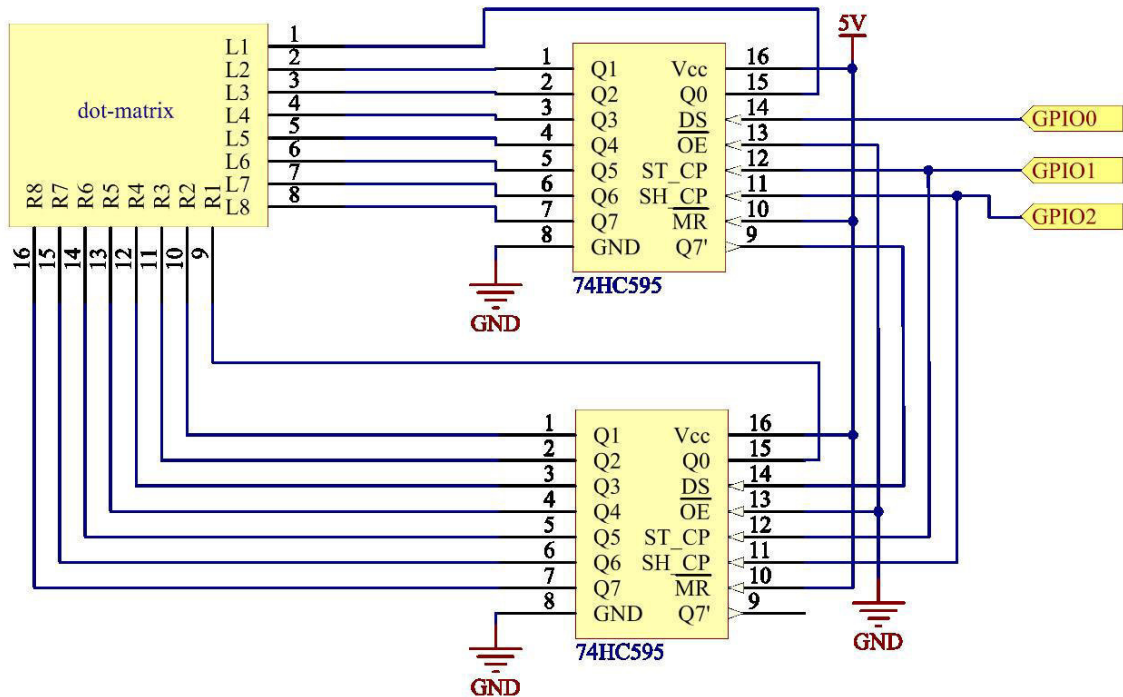 dot-matrix
L1 1
L2 2
L3 3
L4 4
L5 5
L6 6
L7 7
L8 8
R8 R7 R6 R5 R4 R3 R2 R1
16 15 14 13 12 11 10 9
5V
1 Q1 Vcc 16
2 Q2 Q0 15
3 Q3 DS 14
4 Q4 OE 13
5 Q5 ST_CP 12
6 Q6 SH_CP 11
7 Q7 MR 10
8 GND Q7' 9
74HC595
GND
GPIO0
GPIO1
GPIO2
1 Q1 Vcc 16
2 Q2 Q0 15
3 Q3 DS 14
4 Q4 OE 13
5 Q5 ST_CP 12
6 Q6 SH_CP 11
7 Q7 MR 10
8 GND Q7' 9
74HC595
GND
GND